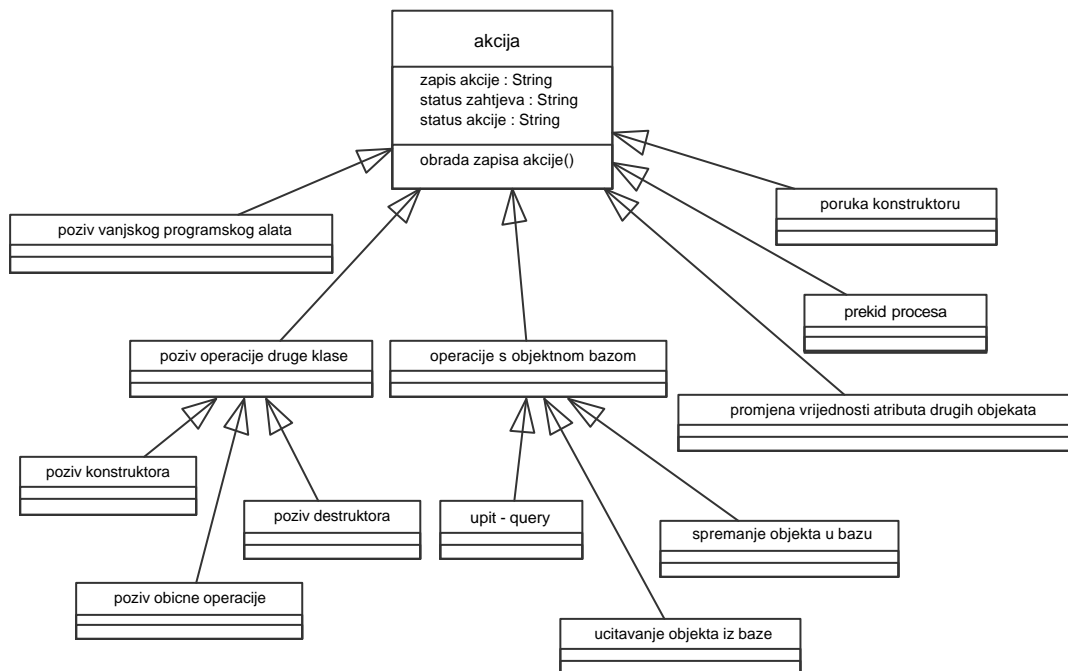 akcija
zapis akcije : String
status zahtjeva : String
status akcije : String
obrada zapisa akcije()
poruka konstruktoru
poziv vanjskog programskog alata
prekid procesa
poziv operacije druge klase
operacije s objektnom bazom
promjena vrijednosti atributa drugih objekata
poziv konstruktora
poziv destruktora
upit - query
spremanje objekta u bazu
poziv obicne operacije
ucitavanje objekta iz baze